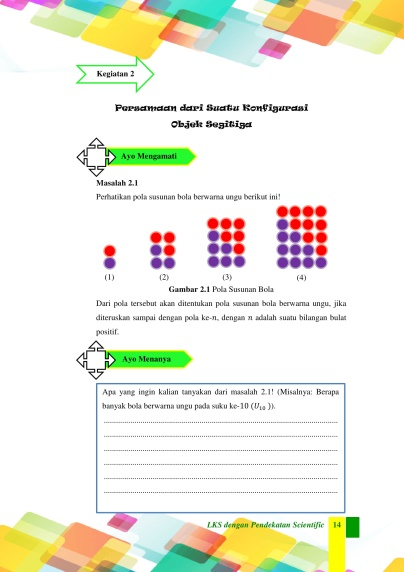 Kegiatan 2
Persamaan dari Suatu Konfigurasi
Objek Segitiga
Ayo Mengamati
Masalah 2.1
Perhatikan pola susunan bola berwarna ungu berikut ini!
(1) (2) (3) (4)
Gambar 2.1 Pola Susunan Bola
Dari pola tersebut akan ditentukan pola susunan bola berwarna ungu, jika
diteruskan sampai dengan pola ke-n, dengan n adalah suatu bilangan bulat
positif.
Ayo Menanya
Apa yang ingin kalian tanyakan dari masalah 2.1! (Misalnya: Berapa
banyak bola berwarna ungu pada suku ke-10 (U₁₀ )).
LKS dengan Pendekatan Scientific 14